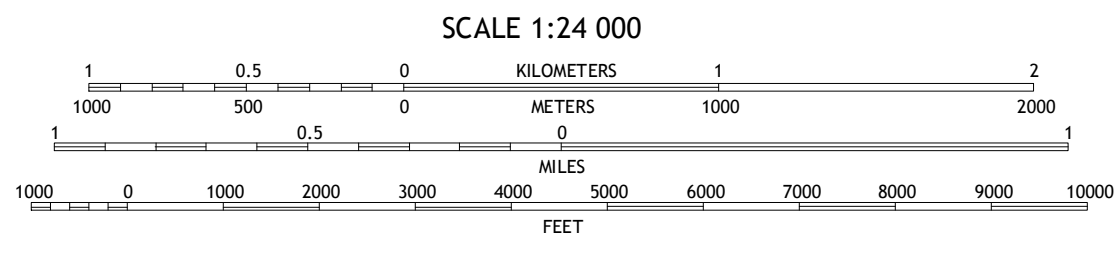 SCALE 1:24 000
1 0.5 0 KILOMETERS 1 2
1000 500 0 METERS 1000 2000
1 0.5 0 1
MILES
1000 0 1000 2000 3000 4000 5000 6000 7000 8000 9000 10000
FEET